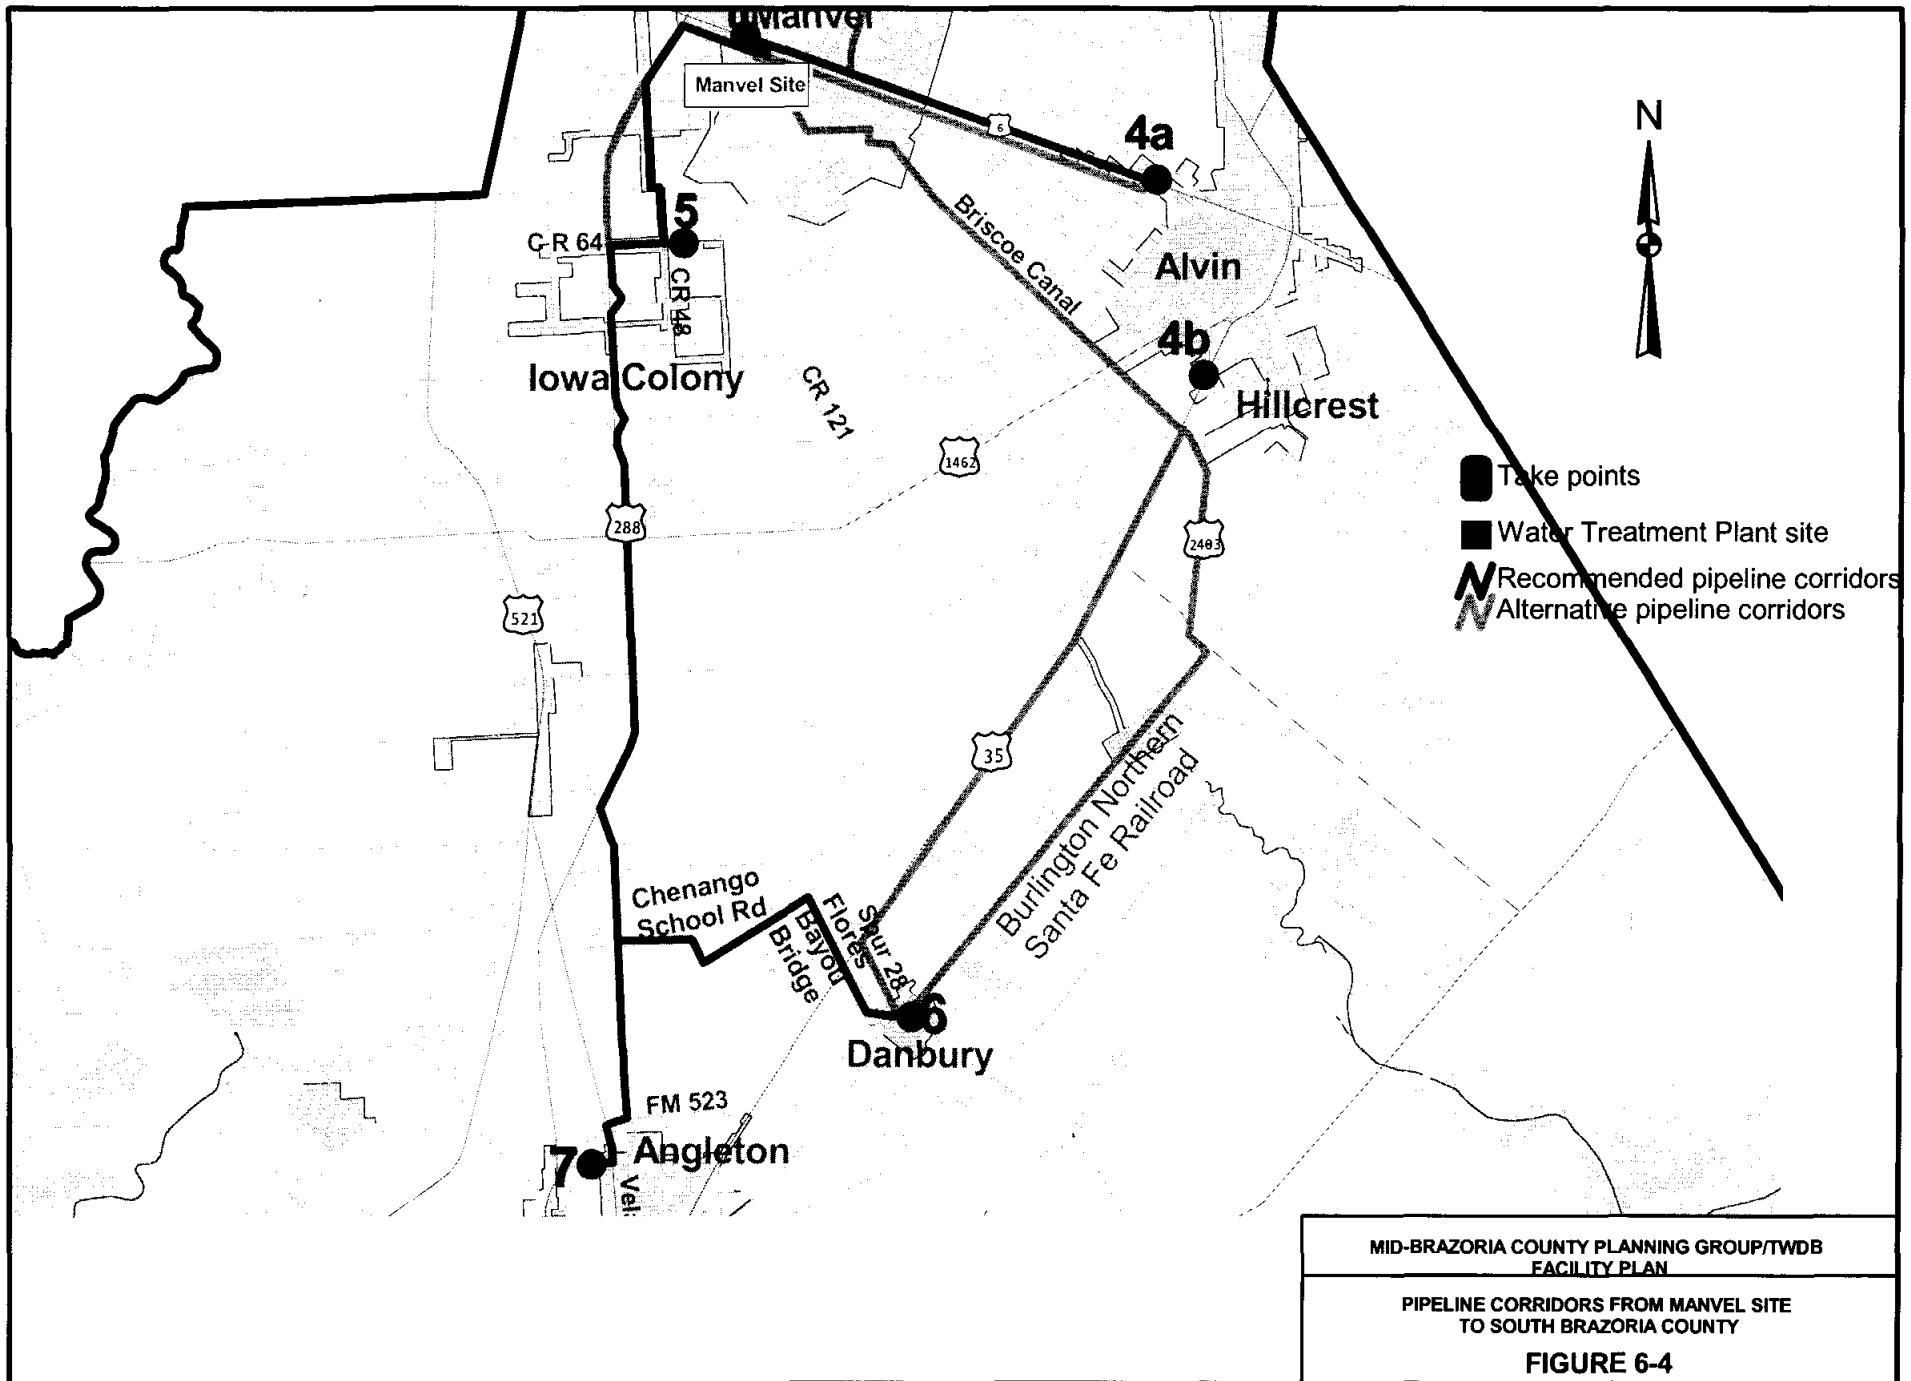 Manvel
Manvel Site
6
4a
N
5
C R 64
CR 48
Briscoe Canal
Alvin
4b
Iowa Colony
CR 121
Hillcrest
1462
Take points
288
Water Treatment Plant site
2403
Recommended pipeline corridors
Alternative pipeline corridors
521
35
Burlington Northern
Santa Fe Railroad
Chenango
School Rd
Flores
Bayou
Bridge
Spur 28
6
Danbury
FM 523
7
Angleton
Vel
MID-BRAZORIA COUNTY PLANNING GROUP/TWDB
FACILITY PLAN
PIPELINE CORRIDORS FROM MANVEL SITE
TO SOUTH BRAZORIA COUNTY
FIGURE 6-4